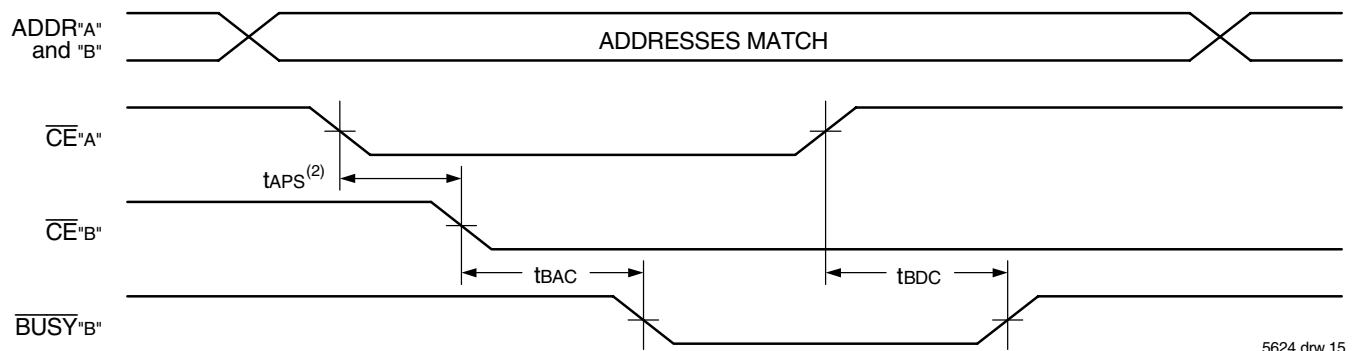 ADDR"A"
and "B"
ADDRESSES MATCH
CE"A"
tAPS(2)
CE"B"
tBAC
tBDC
BUSY"B"
5624 drw 15